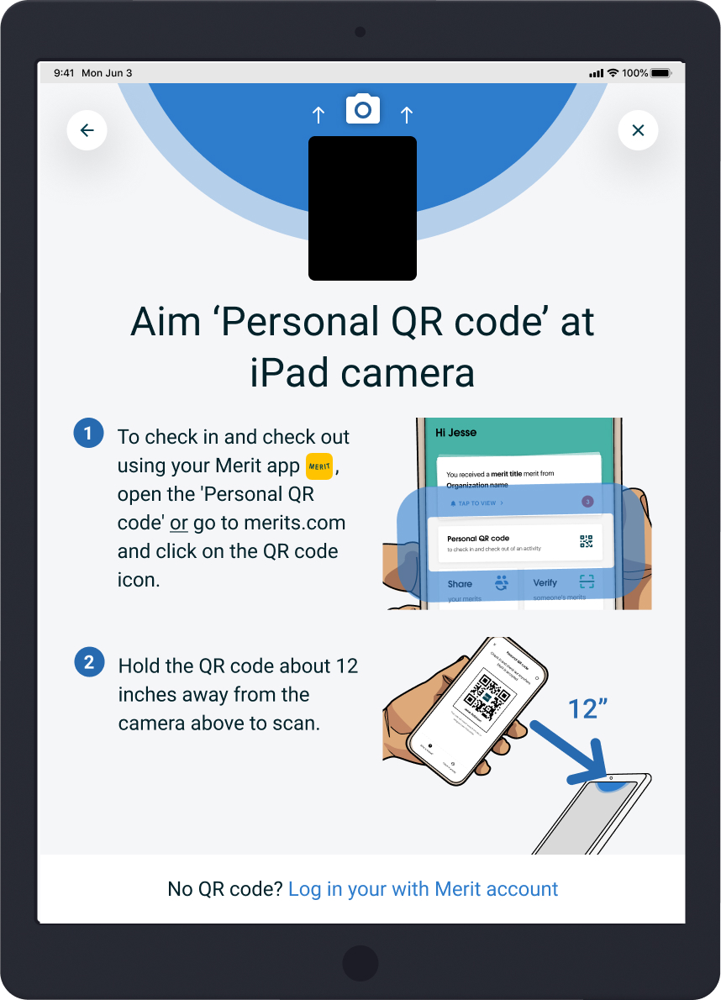 9:41 Mon Jun 3
100%
Aim ‘Personal QR code’ at
iPad camera
1
To check in and check out
using your Merit app MERIT,
open the 'Personal QR
code' or go to merits.com
and click on the QR code
icon.
Hi Jesse
You received a merit title merit from
Organization name
TAP TO VIEW >
3
Personal QR code
to check in and check out of an activity
Share
your merits
Verify
someone's merits
2
Hold the QR code about 12
inches away from the
camera above to scan.
Personal QR code
12”
No QR code? Log in your with Merit account